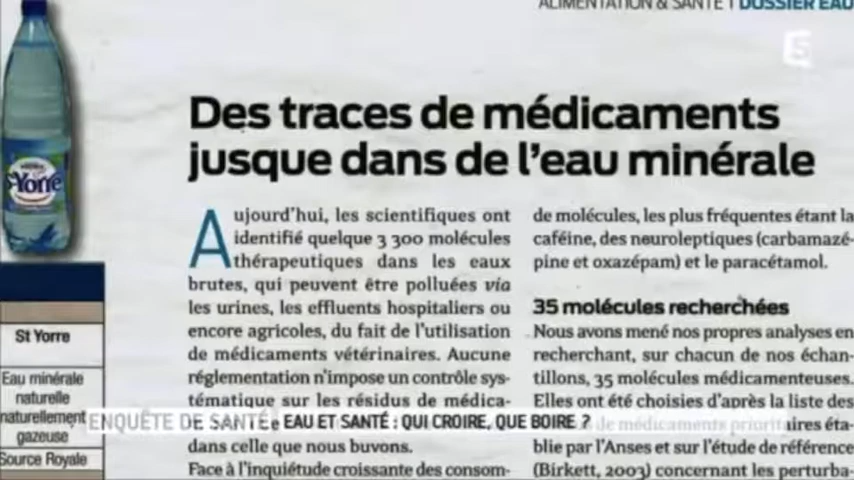 ALIMENTATION & SANTÉ | DOSSIER EAU
5
Des traces de médicaments
jusque dans de l'eau minérale
Aujourd'hui, les scientifiques ont
identifié quelque 3 300 molécules
thérapeutiques dans les eaux
brutes, qui peuvent être polluées via
les urines, les effluents hospitaliers ou
encore agricoles, du fait de l'utilisation
de médicaments vétérinaires. Aucune
réglementation n'impose un contrôle sys-
tématique sur les résidus de médica-
dans celle que nous buvons.
Face à l'inquiétude croissante des consom-
de molécules, les plus fréquentes étant la
caféine, des neuroleptiques (carbamazé-
pine et oxazépam) et le paracétamol.
35 molécules recherchées
Nous avons mené nos propres analyses en
recherchant, sur chacun de nos échan-
tillons, 35 molécules médicamenteuses.
Elles ont été choisies d'après la liste des
de médicaments prioritaires éta-
blie par l'Anses et sur l'étude de référence
(Birkett, 2003) concernant les perturba-
St-Yorre
St Yorre
Eau minérale
naturelle
naturellement
gazeuse
Source Royale
ENQUÊTE DE SANTÉ EAU ET SANTÉ : QUI CROIRE, QUE BOIRE ?